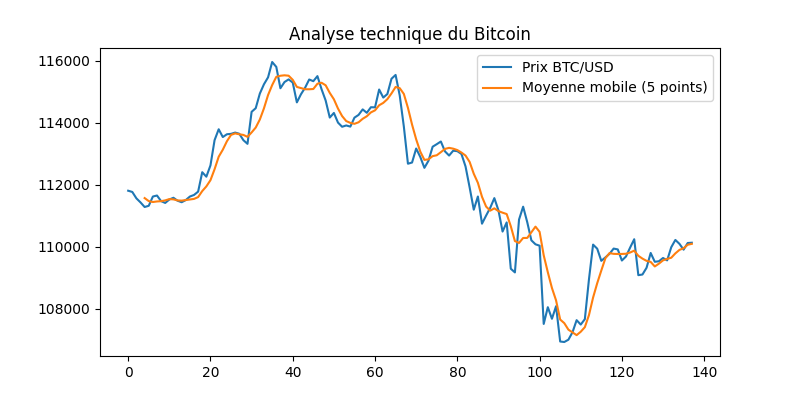 Analyse technique du Bitcoin
116000
114000
112000
110000
108000
Prix BTC/USD
Moyenne mobile (5 points)
0 20 40 60 80 100 120 140